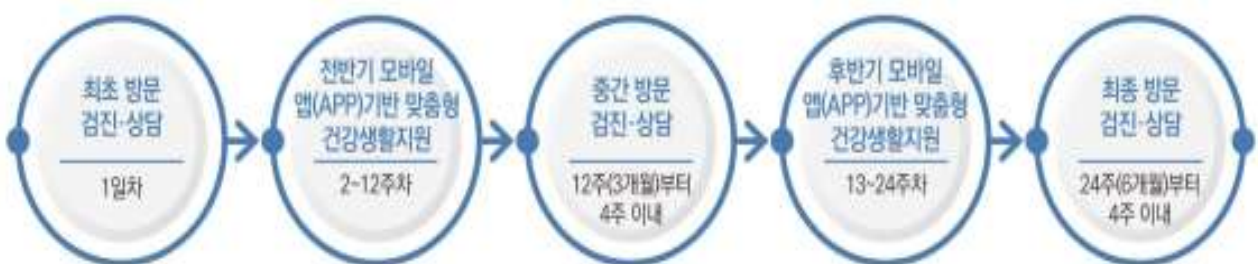 최초 방문
검진·상담
1일차
전반기 모바일
앱(APP)기반 맞춤형
건강생활지원
2~12주차
중간 방문
검진·상담
12주(3개월)부터
4주 이내
후반기 모바일
앱(APP)기반 맞춤형
건강생활지원
13~24주차
최종 방문
검진·상담
24주(6개월)부터
4주 이내